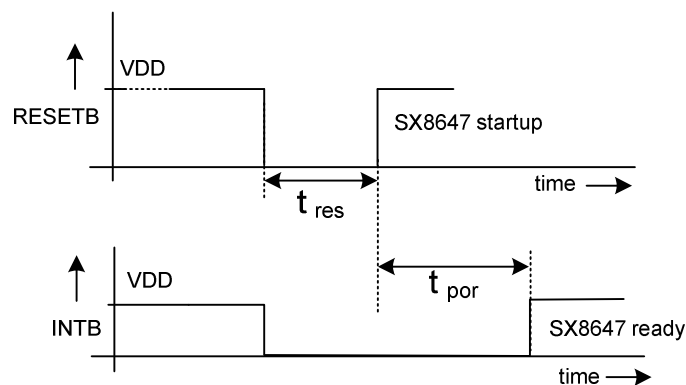 VDD
RESETB
SX8647 startup
time
t res
VDD
t por
INTB
SX8647 ready
time